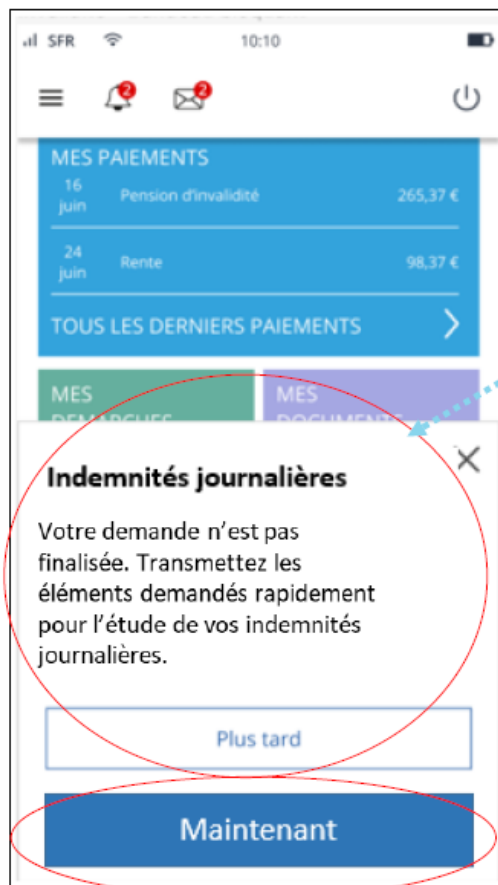 SFR 10:10
2 2
MES PAIEMENTS
16 juin Pension d'invalidité 265,37 €
24 juin Rente 98,37 €
TOUS LES DERNIERS PAIEMENTS
MES DEMARCHES
MES DOCUMENTS
Indemnités journalières
Votre demande n'est pas
finalisée. Transmettez les
éléments demandés rapidement
pour l'étude de vos indemnités
journalières.
Plus tard
Maintenant